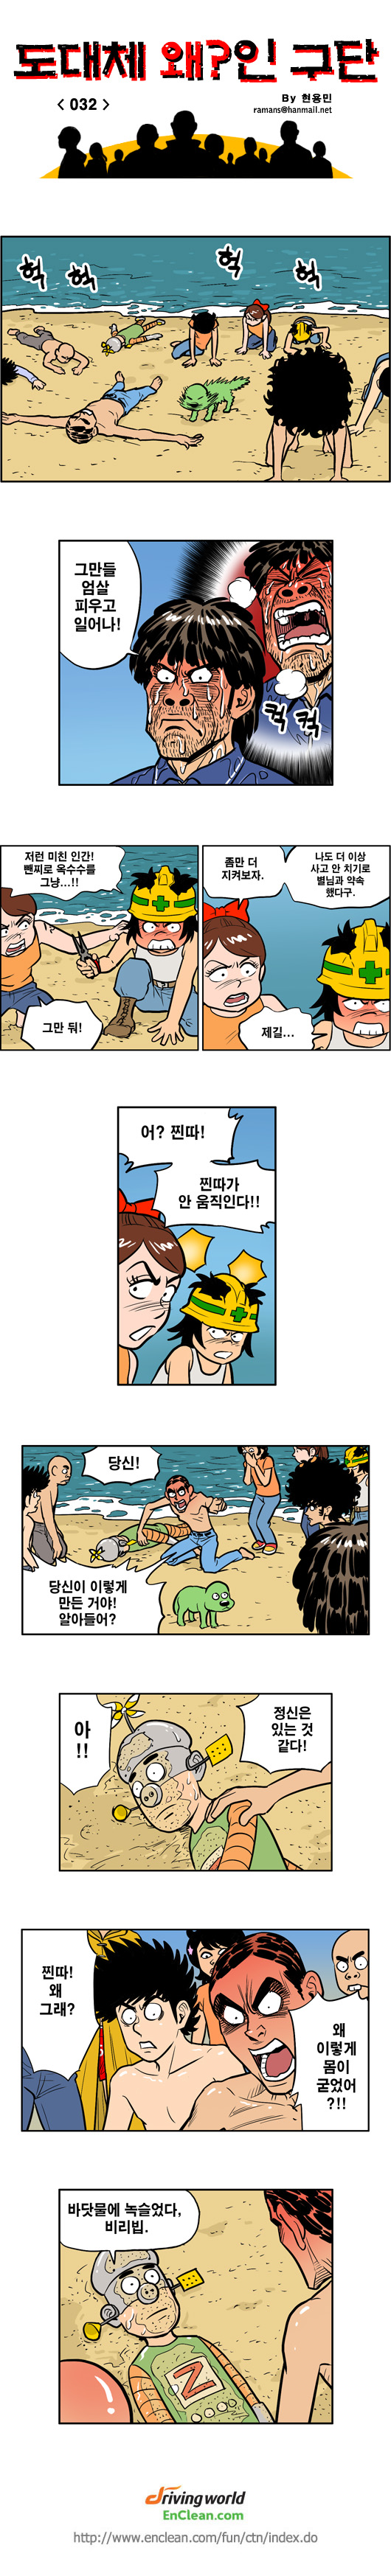 도대체 왜?인 구단
< 032 >
By 현용민
ramans@hanmail.net
헉
헉
헉
헉
그만들
엄살
피우고
일어나!
컥 컥
저런 미친 인간!
뺀찌로 옥수수를
그냥...!!
그만 둬!
좀만 더
지켜보자.
나도 더 이상
사고 안 치기로
별님과 약속
했다구.
제길...
어? 찐따!
찐따가
안 움직인다!!
당신!
당신이 이렇게
만든 거야!
알아들어?
아
!!
정신은
있는 것
같다!
찐따!
왜
그래?
왜
이렇게
몸이
굳었어
?!!
바닷물에 녹슬었다,
비리빕.
Z
drivingworld
EnClean.com
http://www.enclean.com/fun/ctn/index.do